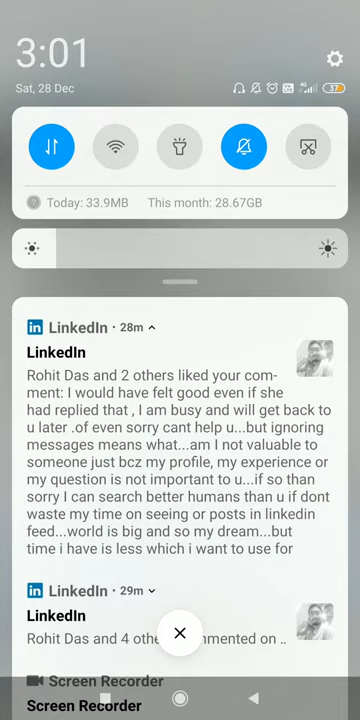 3:01
Sat, 28 Dec
4G
37
Today: 33.9MB This month: 28.67GB
LinkedIn · 28m
LinkedIn
Rohit Das and 2 others liked your com-
ment: I would have felt good even if she
had replied that , I am busy and will get back to
u later .of even sorry cant help u...but ignoring
messages means what...am I not valuable to
someone just bcz my profile, my experience or
my question is not important to u...if so than
sorry I can search better humans than u if dont
waste my time on seeing or posts in linkedin
feed...world is big and so my dream...but
time i have is less which i want to use for
LinkedIn · 29m
LinkedIn
Rohit Das and 4 othe mmented on ..
Screen Recorder
Screen Recorder